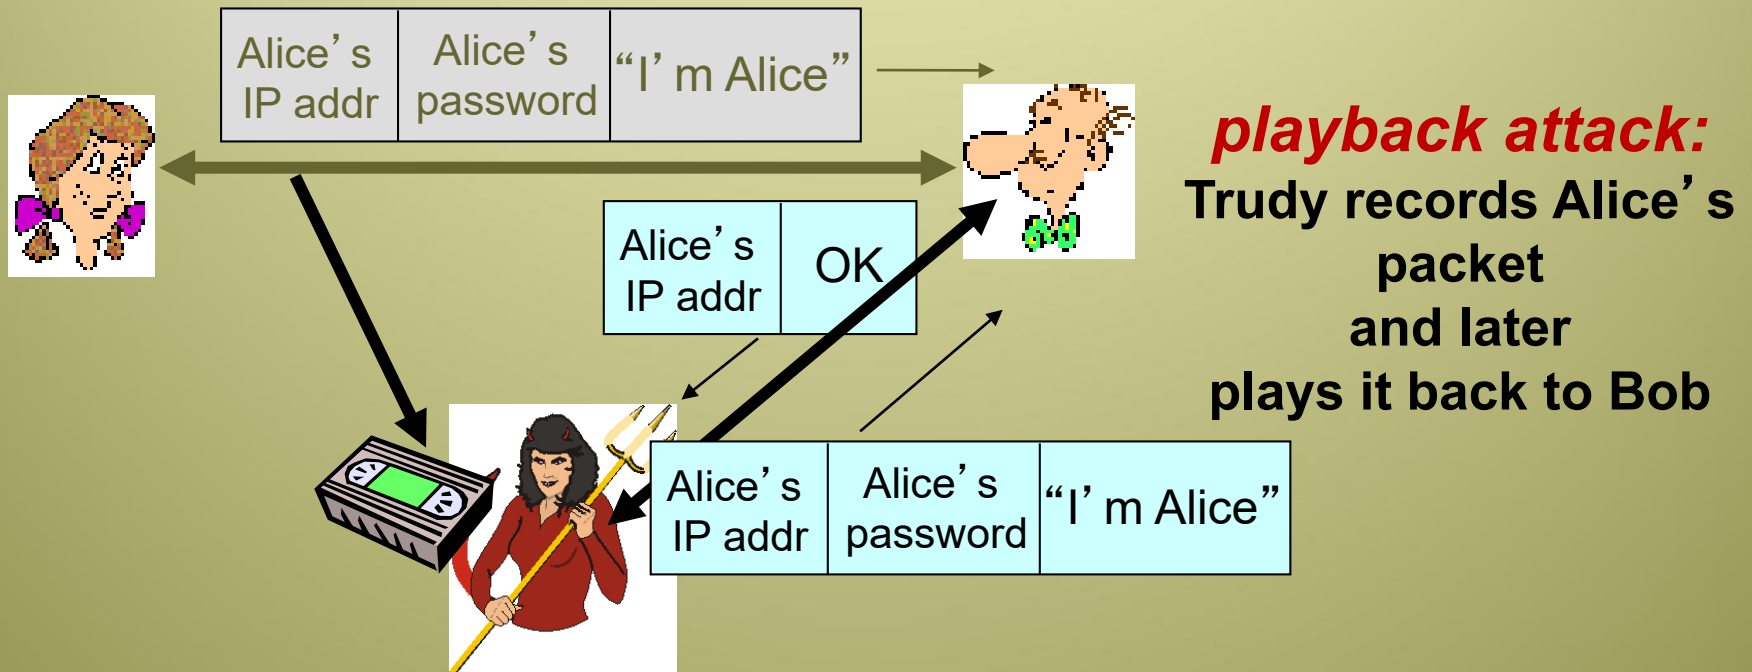 Alice’s
IP addr
Alice’s
password
“I’m Alice”
playback attack:
Trudy records Alice’s
packet
and later
plays it back to Bob
Alice’s
IP addr
OK
Alice’s
IP addr
Alice’s
password
“I’m Alice”